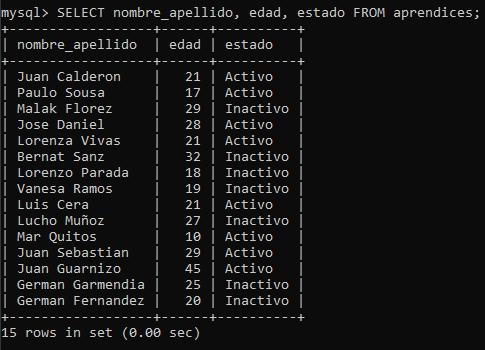 mysql> SELECT nombre_apellido, edad, estado FROM aprendices;
+------------------+------+----------+
| nombre_apellido  | edad | estado   |
+------------------+------+----------+
| Juan Calderon    |   21 | Activo   |
| Paulo Sousa      |   17 | Activo   |
| Malak Florez     |   29 | Inactivo |
| Jose Daniel      |   28 | Activo   |
| Lorenza Vivas    |   21 | Activo   |
| Bernat Sanz      |   32 | Inactivo |
| Lorenzo Parada   |   18 | Inactivo |
| Vanesa Ramos     |   19 | Inactivo |
| Luis Cera        |   21 | Activo   |
| Lucho Muñoz      |   27 | Inactivo |
| Mar Quitos       |   10 | Activo   |
| Juan Sebastian   |   29 | Activo   |
| Juan Guarnizo    |   45 | Activo   |
| German Garmendia |   25 | Inactivo |
| German Fernandez |   20 | Inactivo |
+------------------+------+----------+
15 rows in set (0.00 sec)